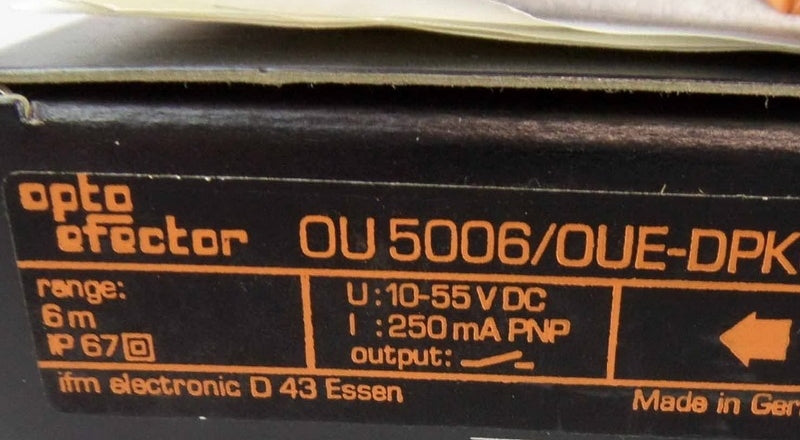 opto
efector
OU 5006/OUE-DPK
range:
6 m
IP 67
U : 10-55 V DC
I : 250 mA PNP
output:
ifm electronic D 43 Essen
Made in Ger